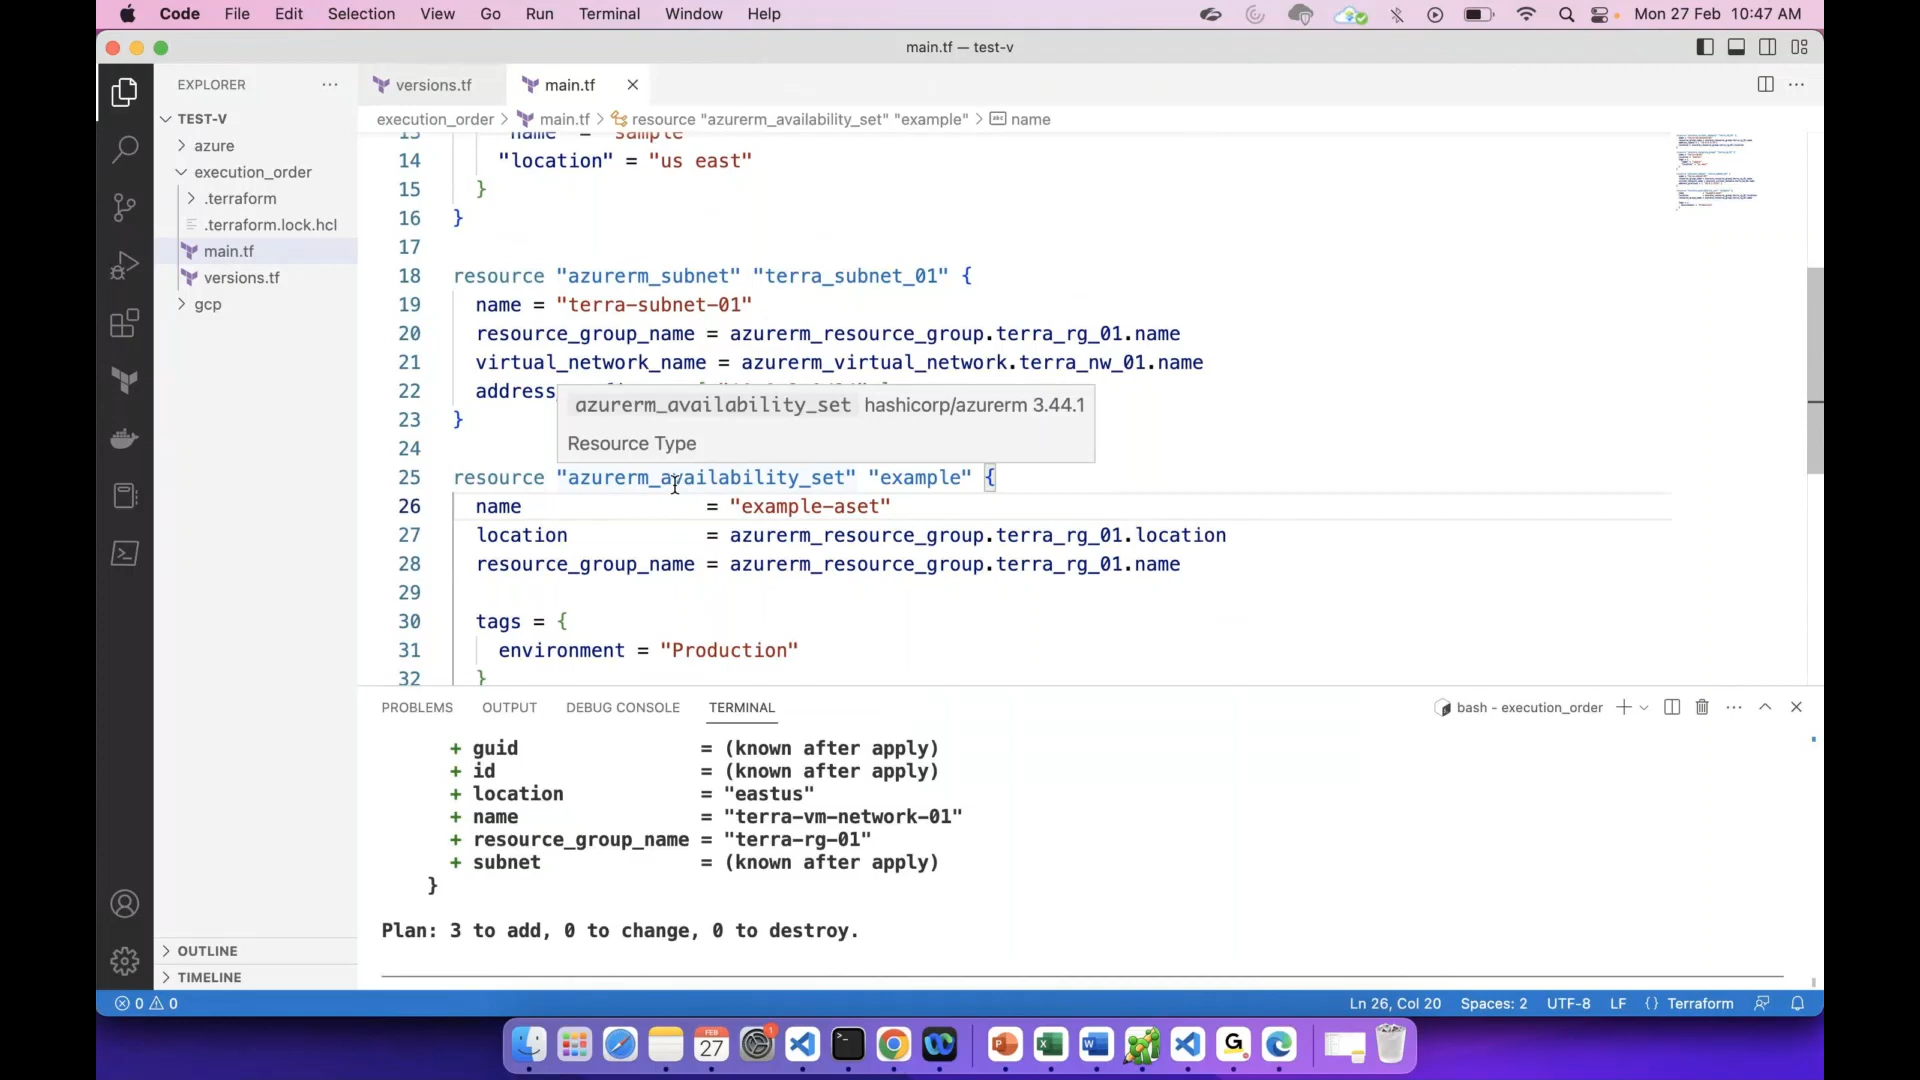 Code File Edit Selection View Go Run Terminal Window Help Mon 27 Feb 10:47 AM
main.tf — test-v
EXPLORER
versions.tf
main.tf
TEST-V
azure
execution_order
.terraform
.terraform.lock.hcl
main.tf
versions.tf
gcp
OUTLINE
TIMELINE
execution_order > main.tf > resource "azurerm_availability_set" "example" > name
13 "name" = "sample"
14 "location" = "us east"
15 }
16 }
17
18 resource "azurerm_subnet" "terra_subnet_01" {
19 name = "terra-subnet-01"
20 resource_group_name = azurerm_resource_group.terra_rg_01.name
21 virtual_network_name = azurerm_virtual_network.terra_nw_01.name
22 address
azurerm_availability_set hashicorp/azurerm 3.44.1
Resource Type
23 }
24
25 resource "azurerm_availability_set" "example" {
26 name = "example-aset"
27 location = azurerm_resource_group.terra_rg_01.location
28 resource_group_name = azurerm_resource_group.terra_rg_01.name
29
30 tags = {
31 environment = "Production"
32 }
PROBLEMS OUTPUT DEBUG CONSOLE TERMINAL bash - execution_order
+ guid = (known after apply)
+ id = (known after apply)
+ location = "eastus"
+ name = "terra-vm-network-01"
+ resource_group_name = "terra-rg-01"
+ subnet = (known after apply)
}
Plan: 3 to add, 0 to change, 0 to destroy.
0 0 Ln 26, Col 20 Spaces: 2 UTF-8 LF {} Terraform
FEB
27
1